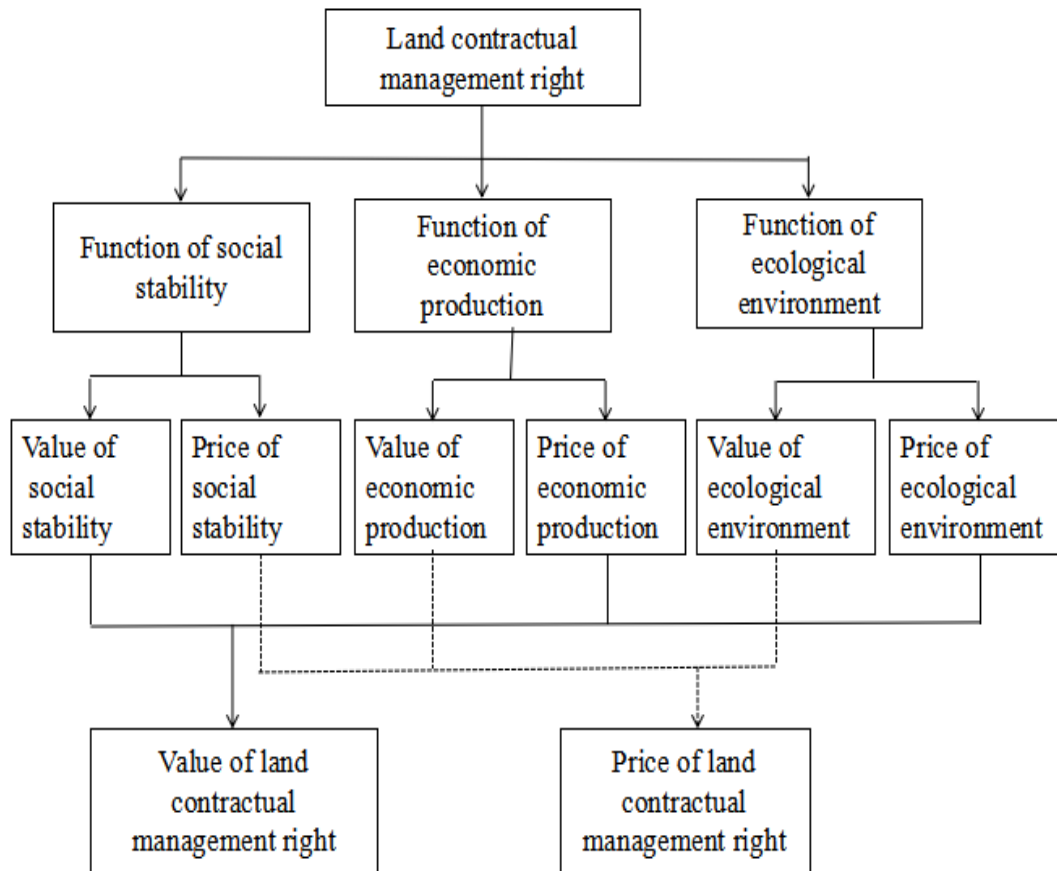 Land contractual
management right
Function of social
stability
Function of
economic
production
Function of
ecological
environment
Value of
social
stability
Price of
social
stability
Value of
economic
production
Price of
economic
production
Value of
ecological
environment
Price of
ecological
environment
Value of land
contractual
management right
Price of land
contractual
management right